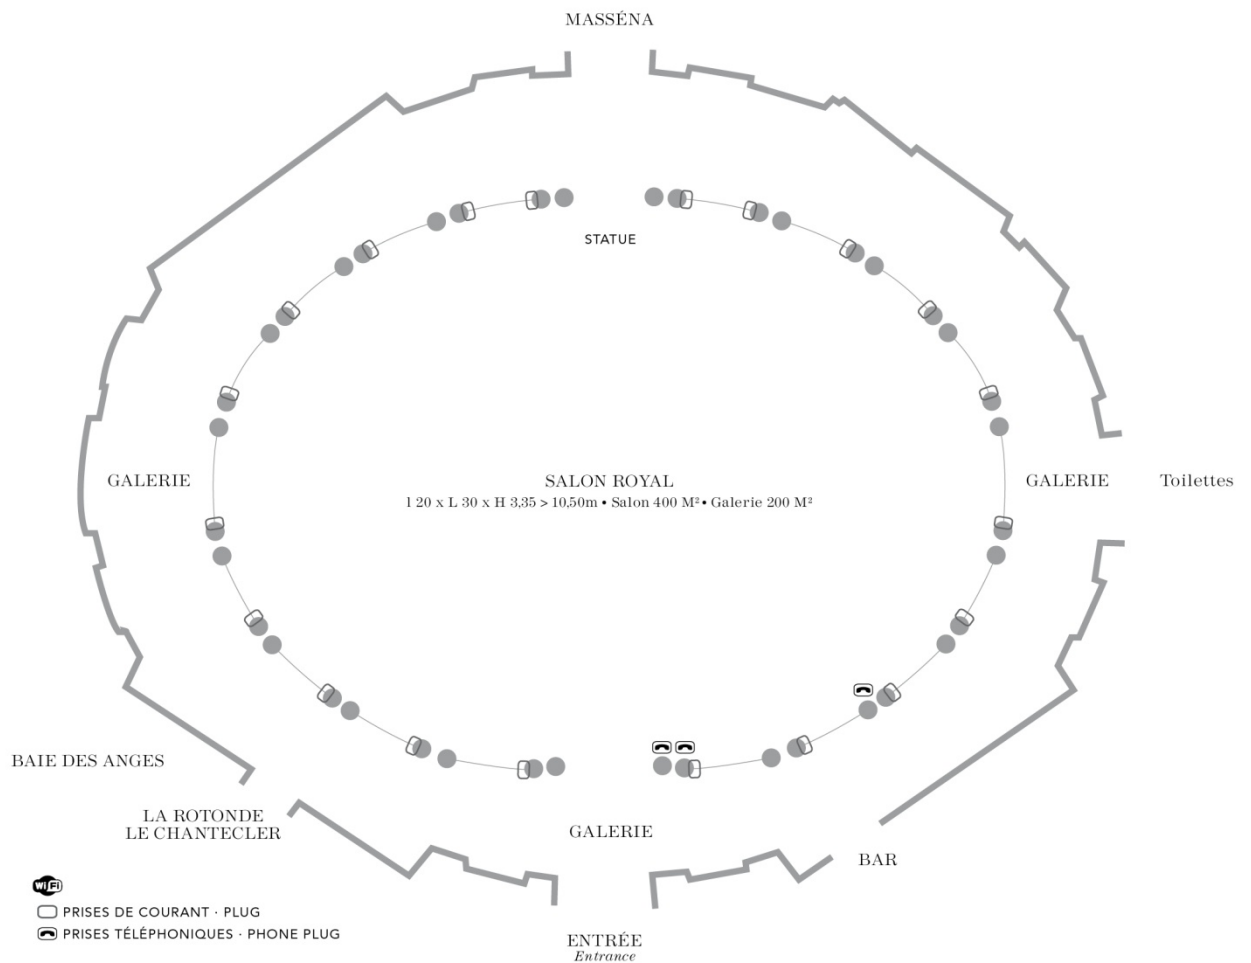 MASSÉNA
STATUE
GALERIE
SALON ROYAL
l 20 x L 30 x H 3,35 > 10,50m • Salon 400 M² • Galerie 200 M²
GALERIE
Toilettes
BAIE DES ANGES
LA ROTONDE
LE CHANTECLER
GALERIE
BAR
WiFi
PRISES DE COURANT · PLUG
PRISES TÉLÉPHONIQUES · PHONE PLUG
ENTRÉE
Entrance